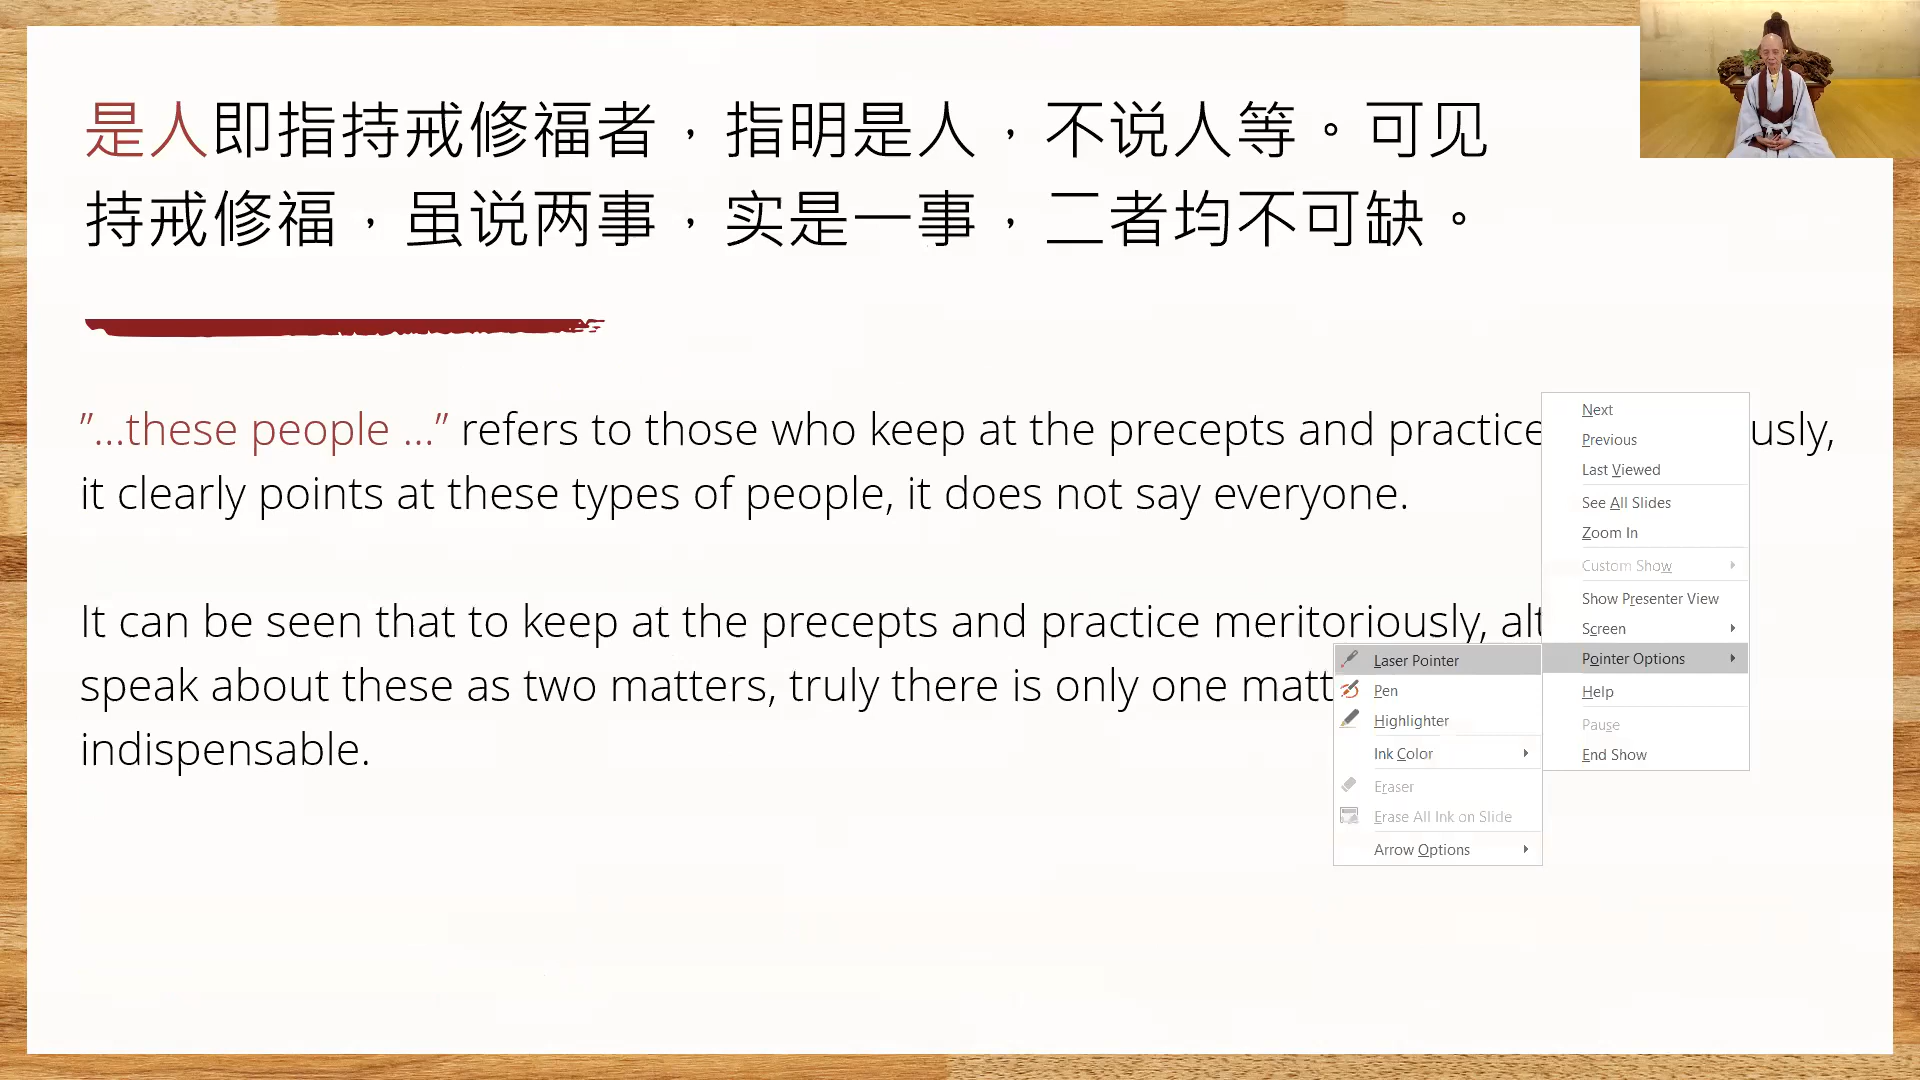 是人即指持戒修福者，指明是人，不说人等。可见
持戒修福，虽说两事，实是一事，二者均不可缺。
”...these people ...” refers to those who keep at the precepts and practice usly,
it clearly points at these types of people, it does not say everyone.
It can be seen that to keep at the precepts and practice meritoriously,
speak about these as two matters, truly there is only one
indispensable.
Next
Previous
Last Viewed
See All Slides
Zoom In
Custom Show
Show Presenter View
Screen
Pointer Options
Help
Pause
End Show
Laser Pointer
Pen
Highlighter
Ink Color
Eraser
Erase All Ink on Slide
Arrow Options